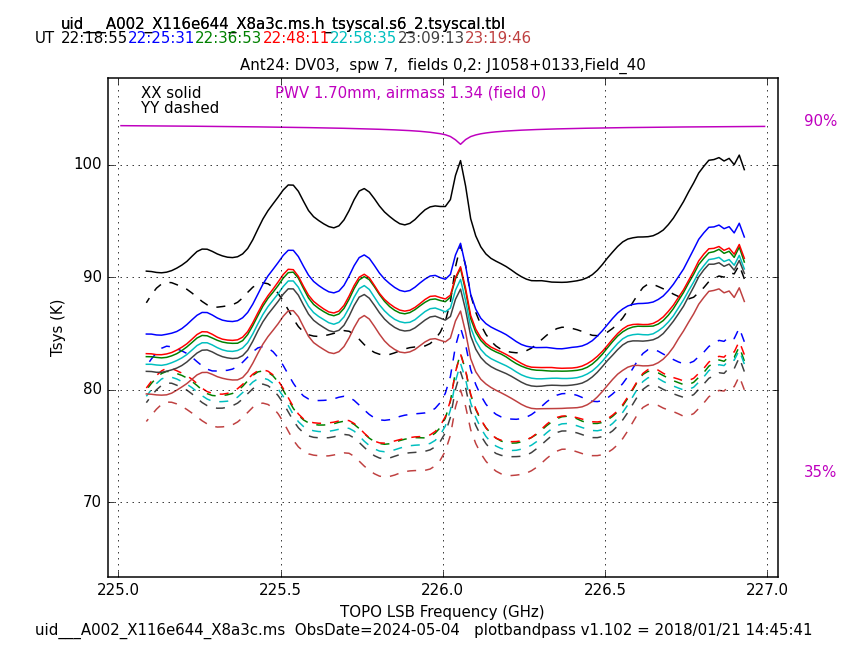 uid___A002_X116e644_X8a3c.ms.h_tsyscal.s6_2.tsyscal.tbl
UT 22:18:55 22:25:31 22:36:53 22:48:11 22:58:35 23:09:13 23:19:46
Ant24: DV03,  spw 7,  fields 0,2: J1058+0133,Field_40
XX solid
PWV 1.70mm, airmass 1.34 (field 0)
YY dashed
90%
100
90
80
70
35%
Tsys (K)
225.0 225.5 226.0 226.5 227.0
TOPO LSB Frequency (GHz)
uid___A002_X116e644_X8a3c.ms  ObsDate=2024-05-04   plotbandpass v1.102 = 2018/01/21 14:45:41